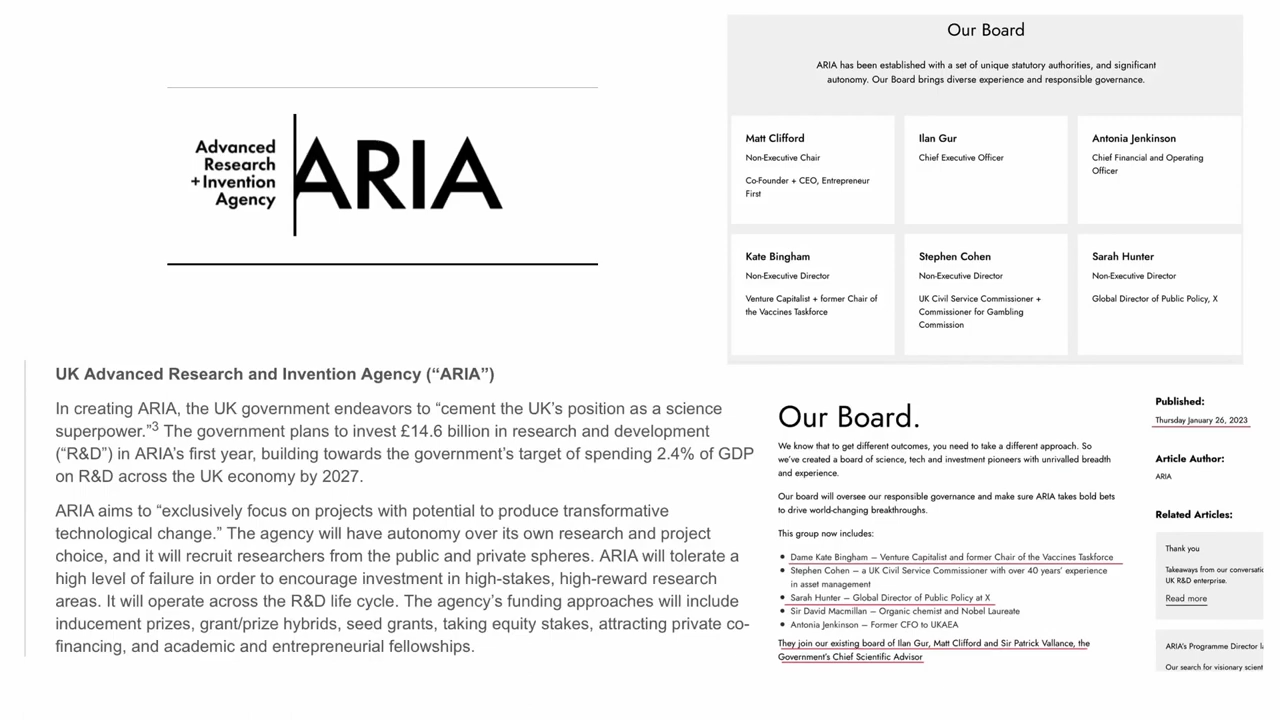 Advanced
Research
+Invention
Agency
ARIA
UK Advanced Research and Invention Agency (“ARIA”)
In creating ARIA, the UK government endeavors to “cement the UK’s position as a science
superpower.”3 The government plans to invest £14.6 billion in research and development
(“R&D”) in ARIA’s first year, building towards the government’s target of spending 2.4% of GDP
on R&D across the UK economy by 2027.
ARIA aims to “exclusively focus on projects with potential to produce transformative
technological change.” The agency will have autonomy over its own research and project
choice, and it will recruit researchers from the public and private spheres. ARIA will tolerate a
high level of failure in order to encourage investment in high-stakes, high-reward research
areas. It will operate across the R&D life cycle. The agency’s funding approaches will include
inducement prizes, grant/prize hybrids, seed grants, taking equity stakes, attracting private co-
financing, and academic and entrepreneurial fellowships.
Our Board
ARIA has been established with a set of unique statutory authorities, and significant
autonomy. Our Board brings diverse experience and responsible governance.
Matt Clifford
Non-Executive Chair
Co-Founder + CEO, Entrepreneur
First
Ilan Gur
Chief Executive Officer
Antonia Jenkinson
Chief Financial and Operating
Officer
Kate Bingham
Non-Executive Director
Venture Capitalist + former Chair of
the Vaccines Taskforce
Stephen Cohen
Non-Executive Director
UK Civil Service Commissioner +
Commissioner for Gambling
Commission
Sarah Hunter
Non-Executive Director
Global Director of Public Policy, X
Our Board.
We know that to get different outcomes, you need to take a different approach. So
we’ve created a board of science, tech and investment pioneers with unrivalled breadth
and experience.
Our board will oversee our responsible governance and make sure ARIA takes bold bets
to drive world-changing breakthroughs.
This group now includes:
• Dame Kate Bingham – Venture Capitalist and former Chair of the Vaccines Taskforce
• Stephen Cohen – a UK Civil Service Commissioner with over 40 years’ experience
in asset management
• Sarah Hunter – Global Director of Public Policy at X
• Sir David Macmillan – Organic chemist and Nobel Laureate
• Antonia Jenkinson – Former CFO to UKAEA
They join our existing board of Ilan Gur, Matt Clifford and Sir Patrick Vallance, the
Government’s Chief Scientific Advisor
Published:
Thursday January 26, 2023
Article Author:
ARIA
Related Articles:
Thank you
Takeaways from our conversatio
UK R&D enterprise.
Read more
ARIA’s Programme Director l
Our search for visionary scient